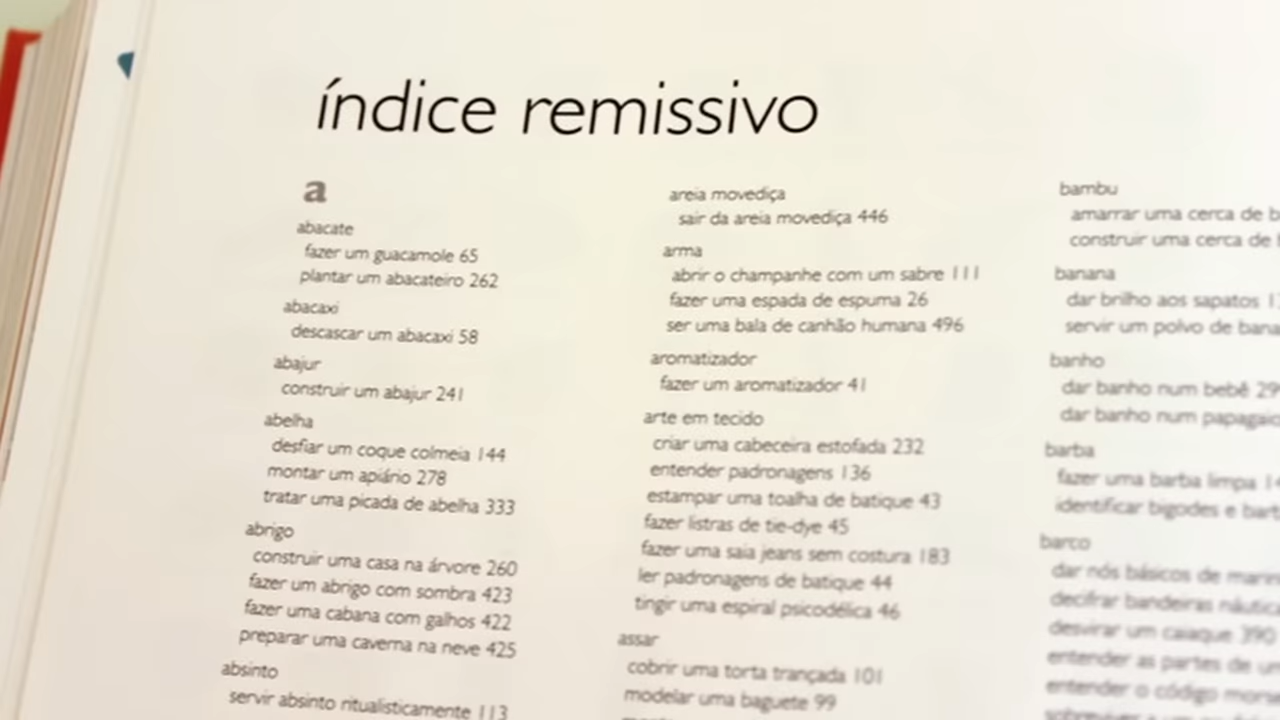 índice remissivo
a
abacate
fazer um guacamole 65
plantar um abacateiro 262
abacaxi
descascar um abacaxi 58
abajur
construir um abajur 241
abelha
desfiar um coque colmeia 144
montar um apiário 278
tratar uma picada de abelha 333
abrigo
construir uma casa na árvore 260
fazer um abrigo com sombra 423
fazer uma cabana com galhos 422
preparar uma caverna na neve 425
absinto
servir absinto ritualisticamente 113
areia movediça
sair da areia movediça 446
arma
abrir o champanhe com um sabre 111
fazer uma espada de espuma 26
ser uma bala de canhão humana 496
aromatizador
fazer um aromatizador 41
arte em tecido
criar uma cabeceira estofada 232
entender padronagens 136
estampar uma toalha de batique 43
fazer listras de tie-dye 45
fazer uma saia jeans sem costura 183
ler padronagens de batique 44
tingir uma espiral psicodélica 46
assar
cobrir uma torta trançada 101
modelar uma baguete 99
bambu
amarrar uma cerca de
construir uma cerca de
banana
dar brilho aos sapatos
servir um polvo de
banho
dar banho num bebê
dar banho num
barba
fazer uma barba limpa
identificar bigodes e
barco
dar nós básicos de
decifrar bandeiras
desvirar um caiaque 390
entender as partes de
entender o código